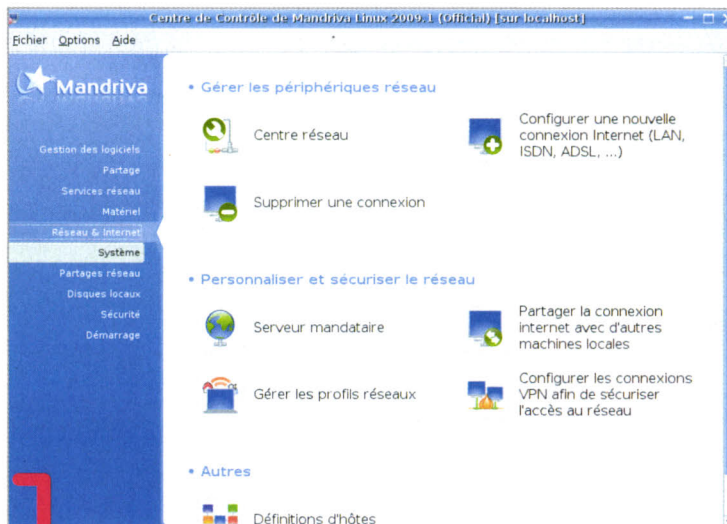 Centre de Contrôle de Mandriva Linux 2009.1 (Official) [sur localhost]
Fichier Options Aide
Mandriva
Gestion des logiciels
Partage
Services réseau
Matériel
Réseau & Internet
Système
Partages réseau
Disques locaux
Sécurité
Démarrage
• Gérer les périphériques réseau
Centre réseau
Configurer une nouvelle
connexion Internet (LAN,
ISDN, ADSL, ...)
Supprimer une connexion
• Personnaliser et sécuriser le réseau
Serveur mandataire
Partager la connexion
internet avec d'autres
machines locales
Gérer les profils réseaux
Configurer les connexions
VPN afin de sécuriser
l'accès au réseau
• Autres
Définitions d'hôtes